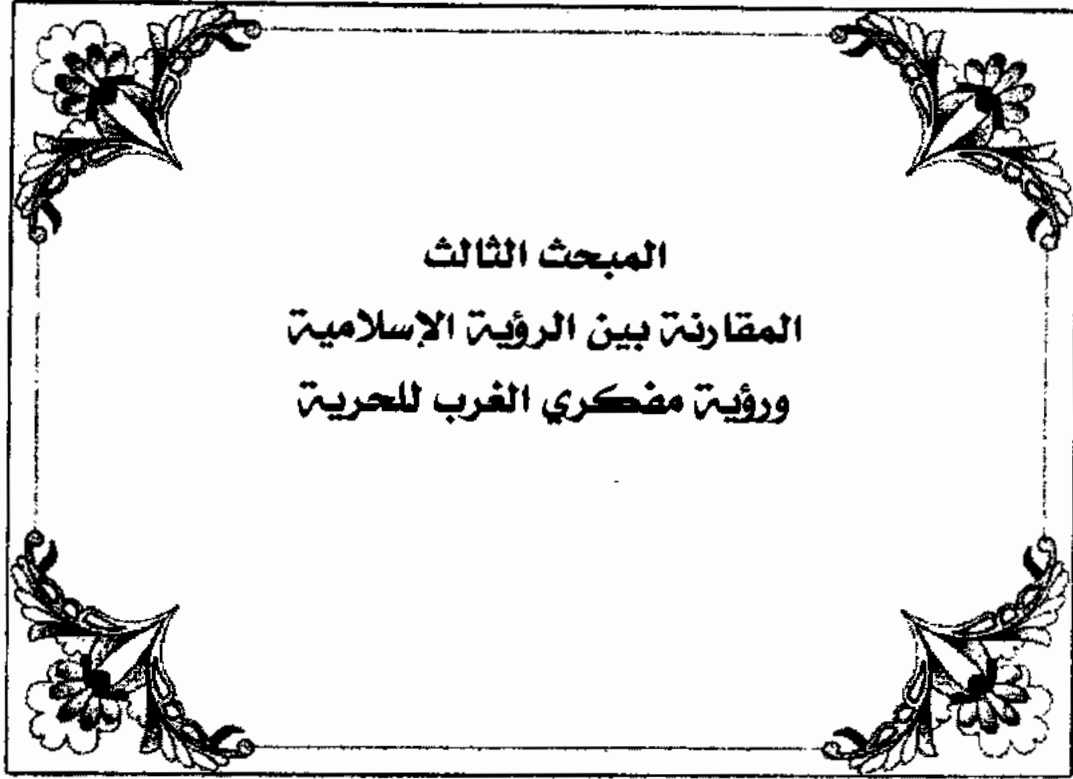 المبحث الثالث
المقارنة بين الرؤية الإسلامية
ورؤية مفكري الغرب للحرية